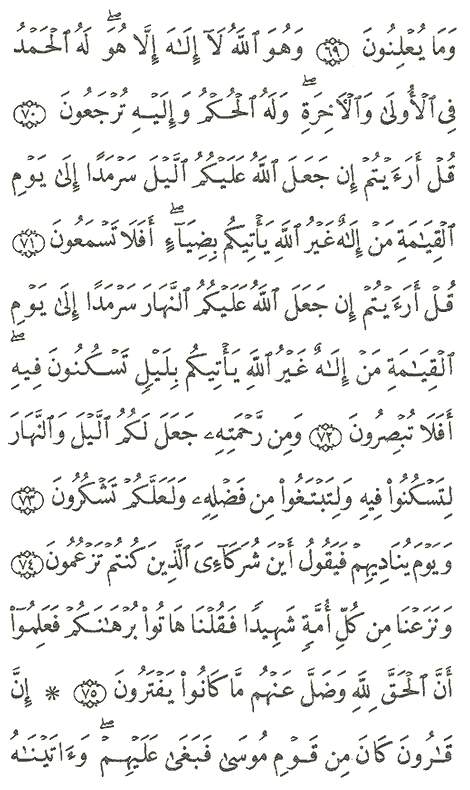 وَمَا يُعْلِنُونَ ﴿٦٩﴾ وَهُوَ ٱللَّهُ لَآ إِلَٰهَ إِلَّا هُوَۖ لَهُ ٱلْحَمْدُ
فِى ٱلْأُولَىٰ وَٱلْـَٔاخِرَةِۖ وَلَهُ ٱلْحُكْمُ وَإِلَيْهِ تُرْجَعُونَ ﴿٧٠﴾
قُلْ أَرَءَيْتُمْ إِن جَعَلَ ٱللَّهُ عَلَيْكُمُ ٱلَّيْلَ سَرْمَدًا إِلَىٰ يَوْمِ
ٱلْقِيَٰمَةِ مَنْ إِلَٰهٌ غَيْرُ ٱللَّهِ يَأْتِيكُم بِضِيَآءٍۖ أَفَلَا تَسْمَعُونَ ﴿٧١﴾
قُلْ أَرَءَيْتُمْ إِن جَعَلَ ٱللَّهُ عَلَيْكُمُ ٱلنَّهَارَ سَرْمَدًا إِلَىٰ يَوْمِ
ٱلْقِيَٰمَةِ مَنْ إِلَٰهٌ غَيْرُ ٱللَّهِ يَأْتِيكُم بِلَيْلٍ تَسْكُنُونَ فِيهِۖ
أَفَلَا تُبْصِرُونَ ﴿٧٢﴾ وَمِن رَّحْمَتِهِۦ جَعَلَ لَكُمُ ٱلَّيْلَ وَٱلنَّهَارَ
لِتَسْكُنُوا۟ فِيهِ وَلِتَبْتَغُوا۟ مِن فَضْلِهِۦ وَلَعَلَّكُمْ تَشْكُرُونَ ﴿٧٣﴾
وَيَوْمَ يُنَادِيهِمْ فَيَقُولُ أَيْنَ شُرَكَآءِىَ ٱلَّذِينَ كُنتُمْ تَزْعُمُونَ ﴿٧٤﴾
وَنَزَعْنَا مِن كُلِّ أُمَّةٍ شَهِيدًا فَقُلْنَا هَاتُوا۟ بُرْهَٰنَكُمْ فَعَلِمُوٓا۟
أَنَّ ٱلْحَقَّ لِلَّهِ وَضَلَّ عَنْهُم مَّا كَانُوا۟ يَفْتَرُونَ ﴿٧٥﴾ * إِنَّ
قَٰرُونَ كَانَ مِن قَوْمِ مُوسَىٰ فَبَغَىٰ عَلَيْهِمْۖ وَءَاتَيْنَٰهُ